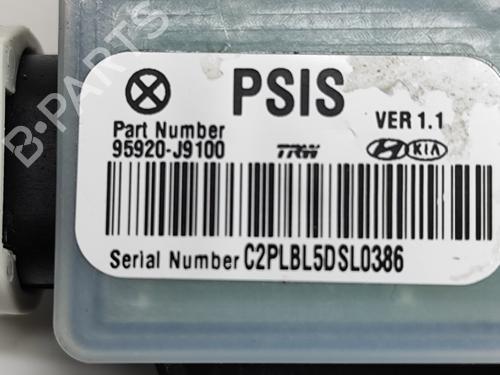 PSIS
VER 1.1
Part Number
95920-J9100
TRW
KIA
Serial Number C2PLBL5DSL0386
B-PARTS